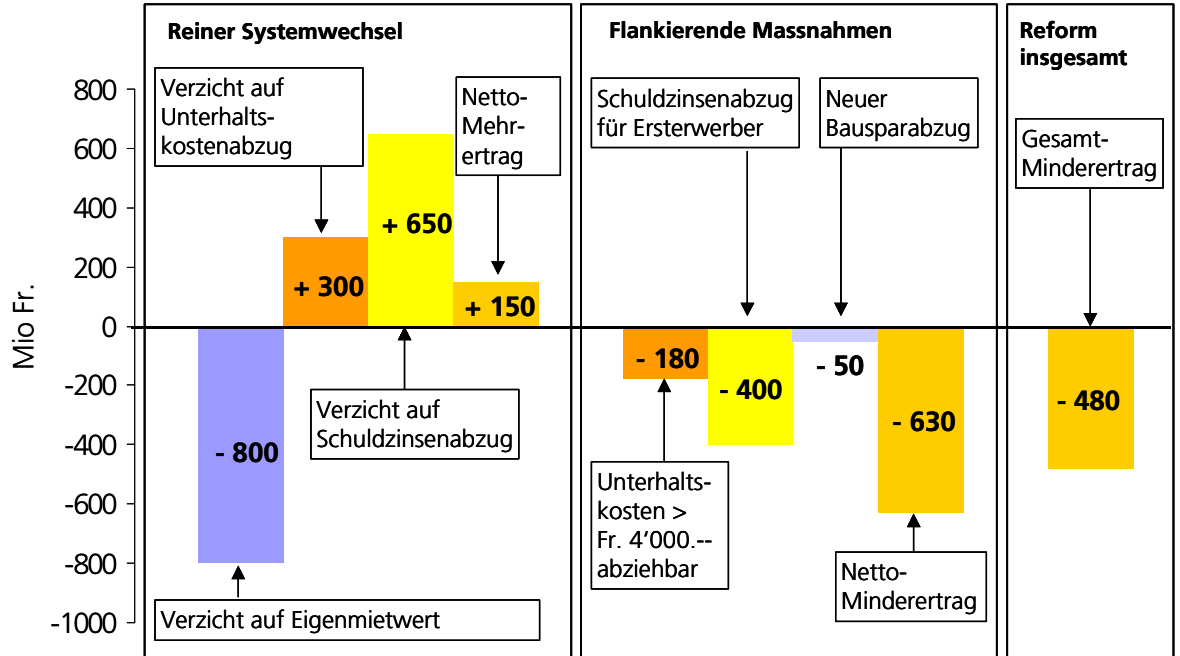 Reiner Systemwechsel
Flankierende Massnahmen
Reform
insgesamt
Mio Fr.
800
600
400
200
0
-200
-400
-600
-800
-1000
Verzicht auf
Unterhalts-
kostenabzug
Netto-
Mehr-
ertrag
+ 300
+ 650
+ 150
- 800
Verzicht auf
Schuldzinsenabzug
Verzicht auf Eigenmietwert
Schuldzinsenabzug
für Ersterwerber
Neuer
Bausparabzug
- 180
- 400
- 50
- 630
Unterhalts-
kosten >
Fr. 4‘000.--
abziehbar
Netto-
Minderertrag
Gesamt-
Minderertrag
- 480